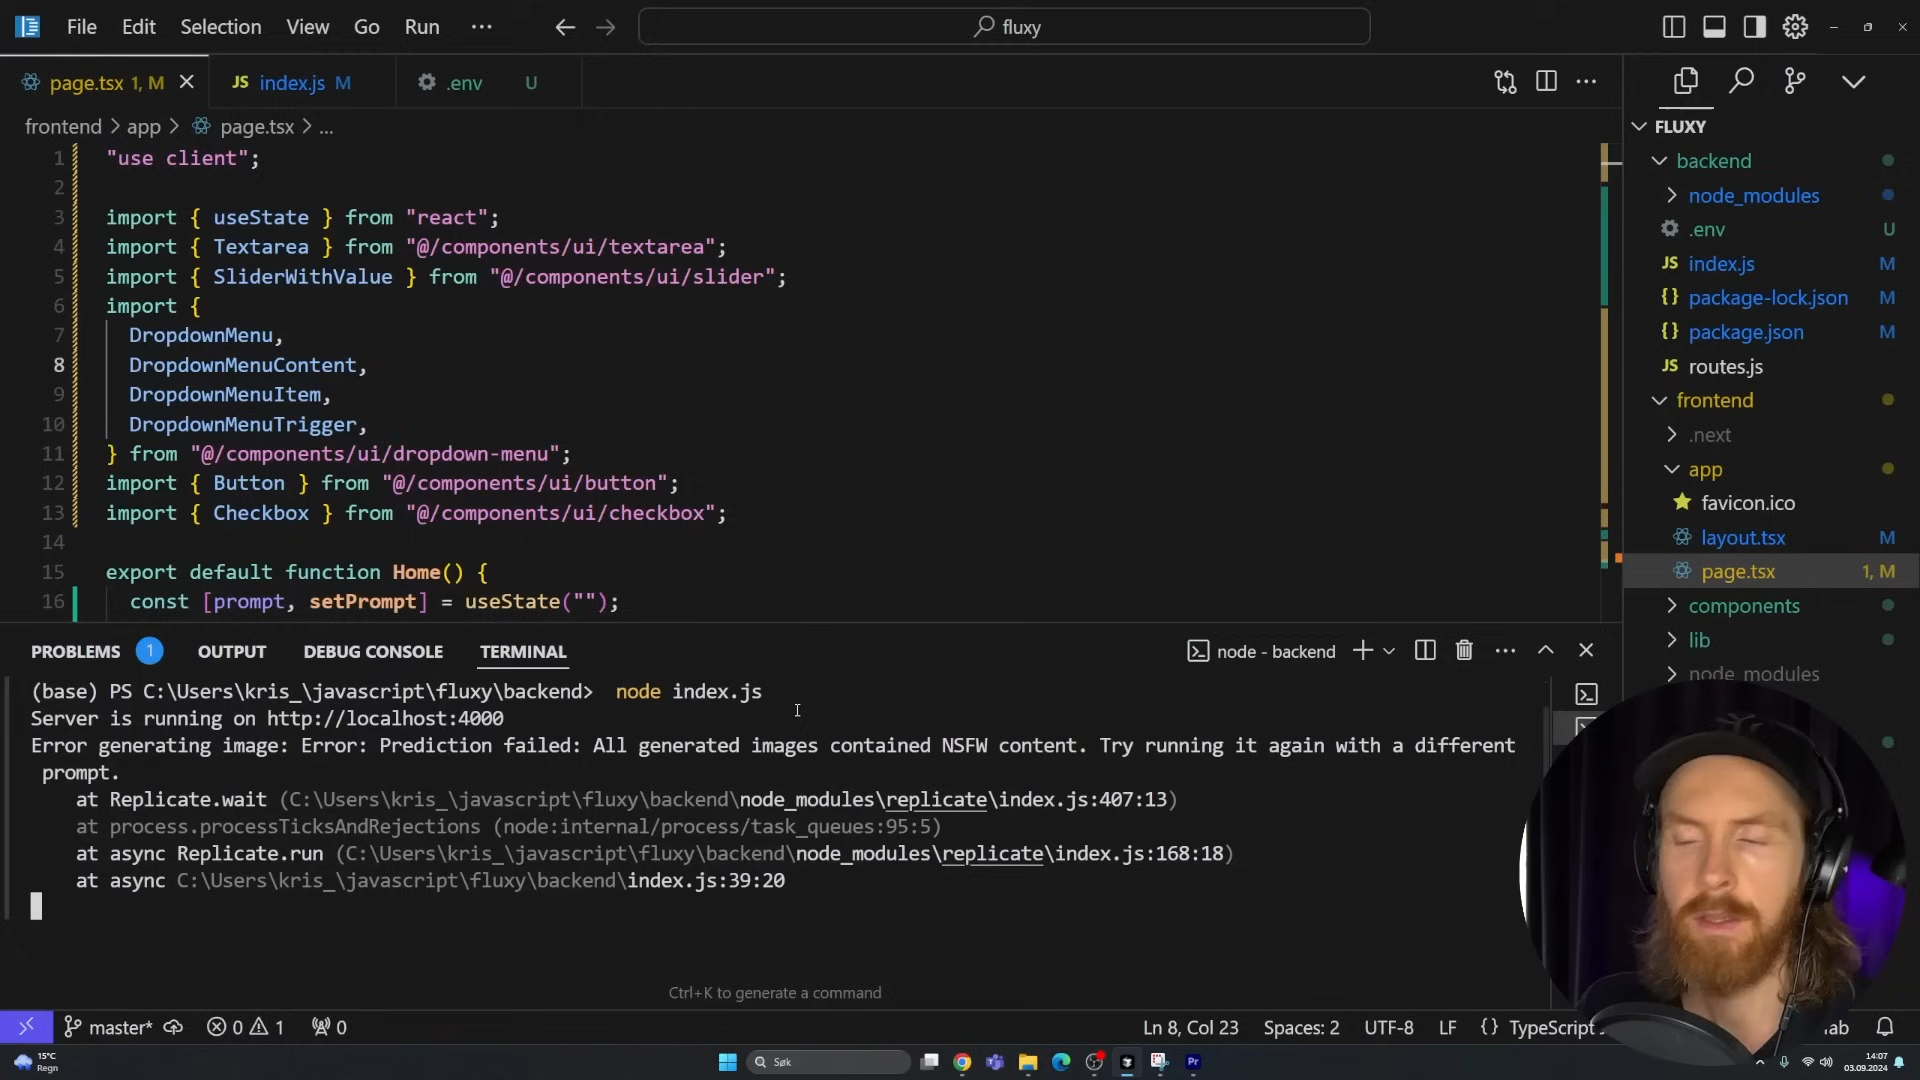 File Edit Selection View Go Run ··· fluxy
page.tsx 1, M JS index.js M .env U
frontend > app > page.tsx > ...
1 "use client";
2
3 import { useState } from "react";
4 import { Textarea } from "@/components/ui/textarea";
5 import { SliderWithValue } from "@/components/ui/slider";
6 import {
7 DropdownMenu,
8 DropdownMenuContent,
9 DropdownMenuItem,
10 DropdownMenuTrigger,
11 } from "@/components/ui/dropdown-menu";
12 import { Button } from "@/components/ui/button";
13 import { Checkbox } from "@/components/ui/checkbox";
14
15 export default function Home() {
16 const [prompt, setPrompt] = useState("");
FLUXY
backend
node_modules
.env U
JS index.js M
{} package-lock.json M
{} package.json M
JS routes.js
frontend
.next
app
favicon.ico
layout.tsx M
page.tsx 1, M
components
lib
node_modules
PROBLEMS 1 OUTPUT DEBUG CONSOLE TERMINAL node - backend
(base) PS C:\Users\kris_\javascript\fluxy\backend> node index.js
Server is running on http://localhost:4000
Error generating image: Error: Prediction failed: All generated images contained NSFW content. Try running it again with a different
prompt.
at Replicate.wait (C:\Users\kris_\javascript\fluxy\backend\node_modules\replicate\index.js:407:13)
at process.processTicksAndRejections (node:internal/process/task_queues:95:5)
at async Replicate.run (C:\Users\kris_\javascript\fluxy\backend\node_modules\replicate\index.js:168:18)
at async C:\Users\kris_\javascript\fluxy\backend\index.js:39:20
Ctrl+K to generate a command
master* 0 1 0 Ln 8, Col 23 Spaces: 2 UTF-8 LF {} TypeScript
15°C
Regn
Søk
14:07
03.09.2024